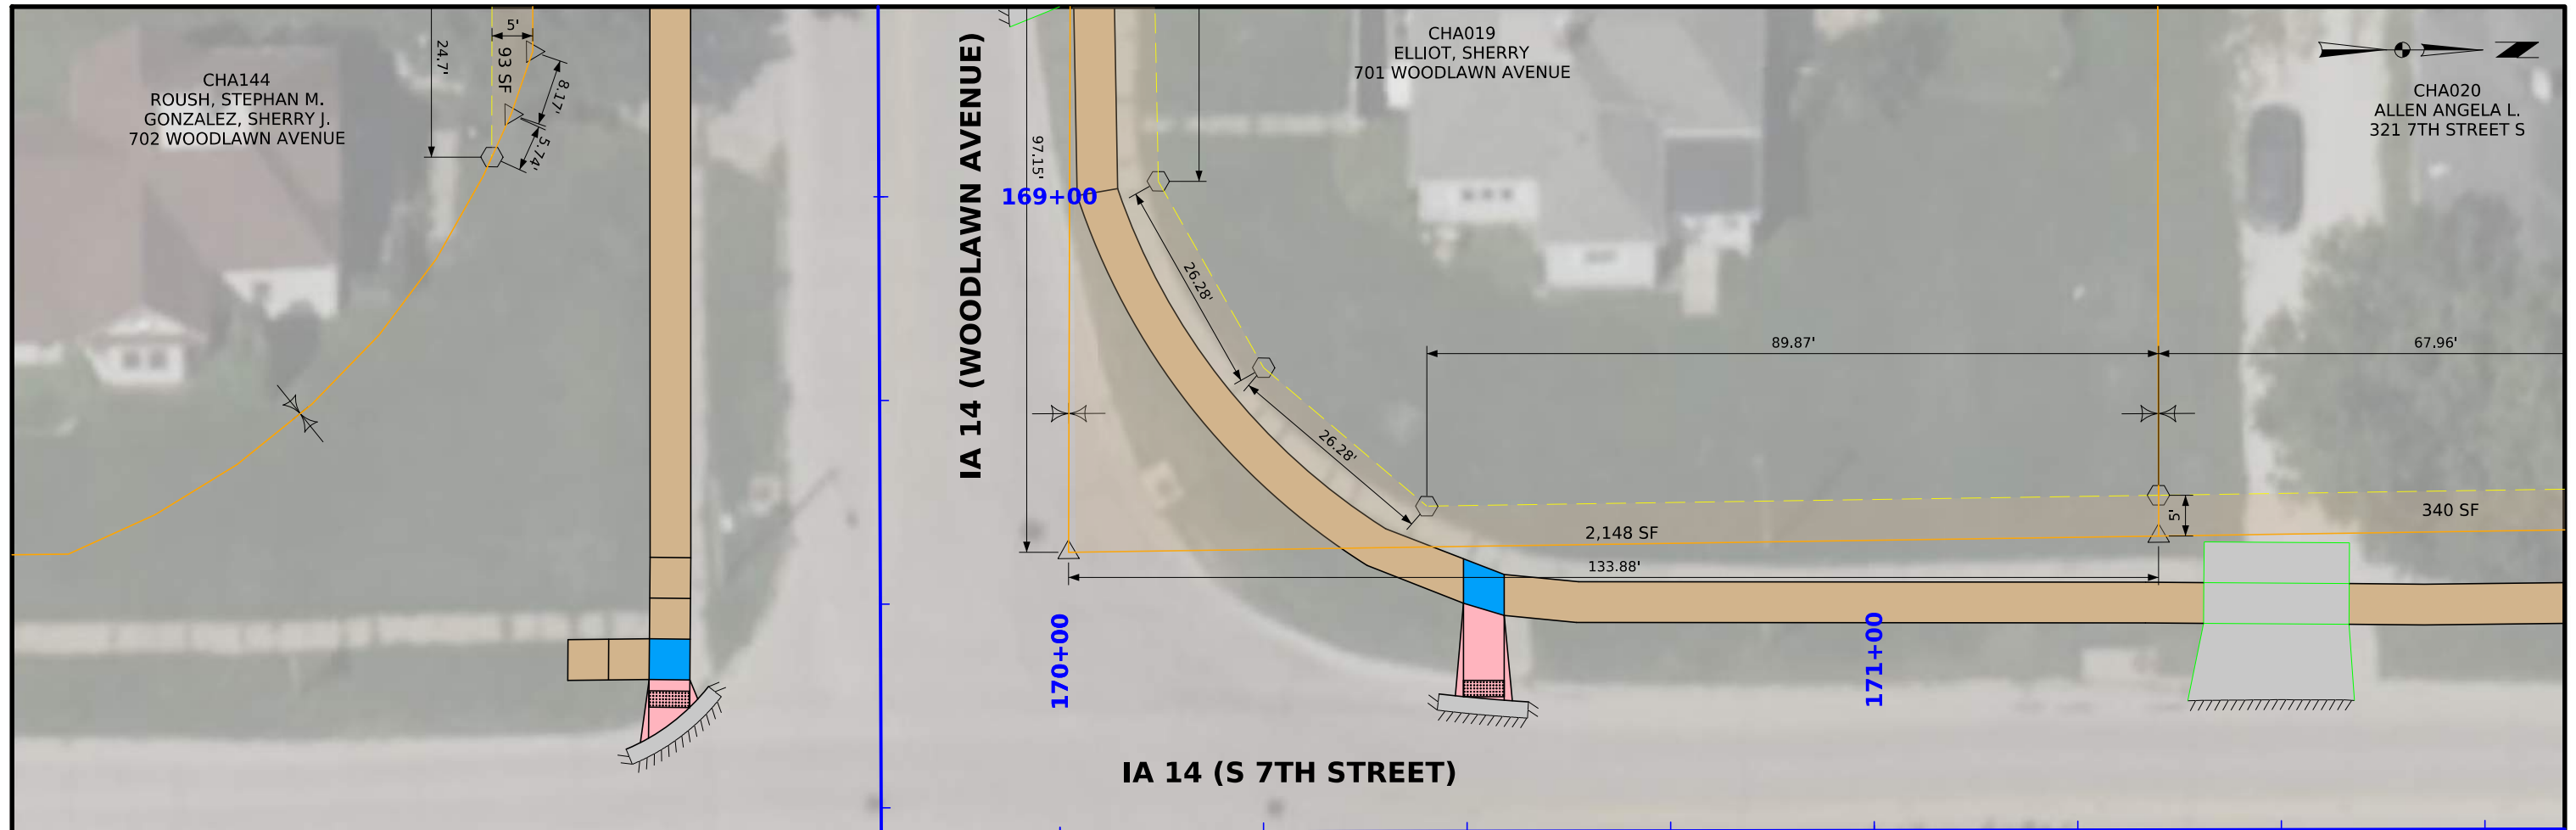 5'
24.7'
93 SF
8.17'
5.74'
CHA144
ROUSH, STEPHAN M.
GONZALEZ, SHERRY J.
702 WOODLAWN AVENUE
IA 14 (WOODLAWN AVENUE)
97.15'
169+00
CHA019
ELLIOT, SHERRY
701 WOODLAWN AVENUE
Z
CHA020
ALLEN ANGELA L.
321 7TH STREET S
26.28'
26.28'
89.87'
67.96'
2,148 SF
5'
340 SF
133.88'
170+00
171+00
IA 14 (S 7TH STREET)